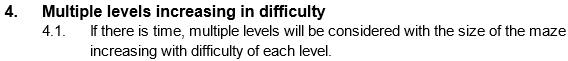 4. Multiple levels increasing in difficulty
4.1. If there is time, multiple levels will be considered with the size of the maze
increasing with difficulty of each level.